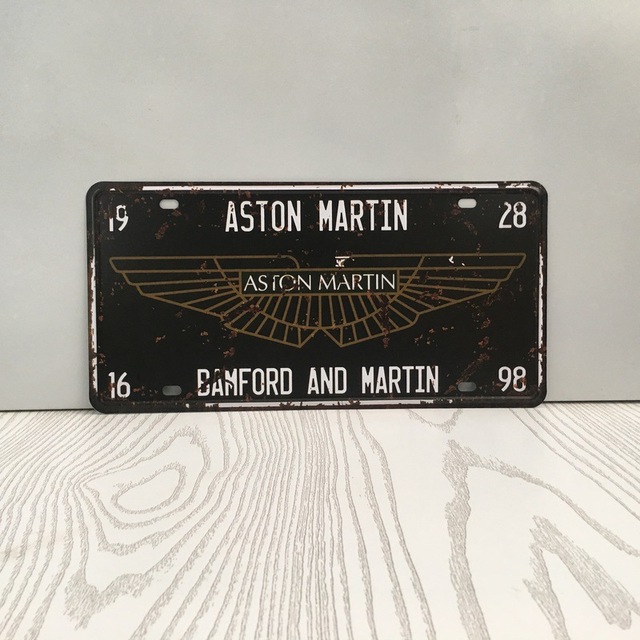 19 ASTON MARTIN 28
ASTON MARTIN
16 BAMFORD AND MARTIN 98